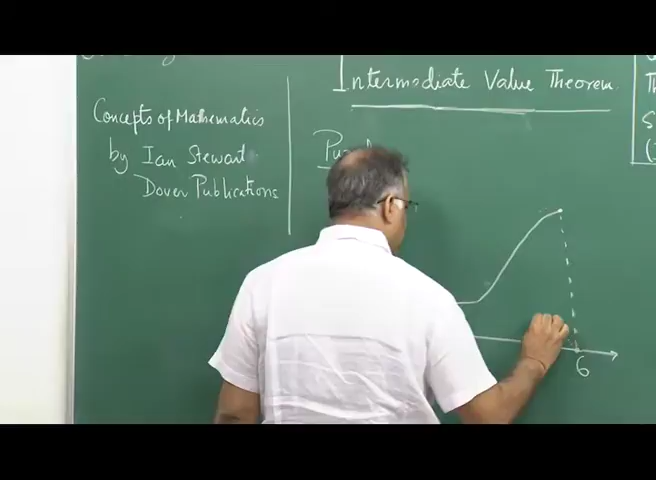 Concepts of Mathematics
by Ian Stewart
Dover Publications
Intermediate Value Theorem
6